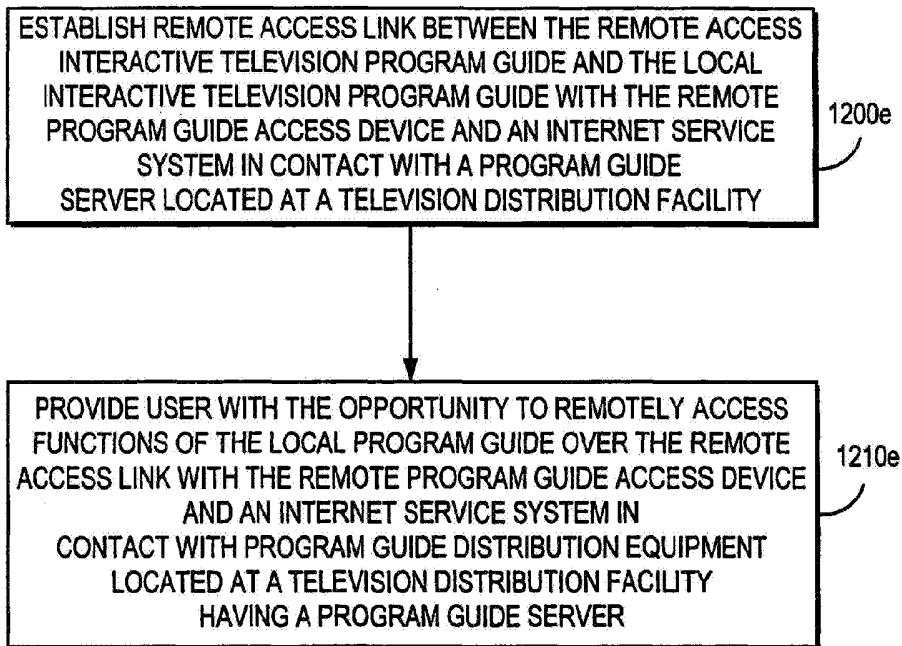 ESTABLISH REMOTE ACCESS LINK BETWEEN THE REMOTE ACCESS
INTERACTIVE TELEVISION PROGRAM GUIDE AND THE LOCAL
INTERACTIVE TELEVISION PROGRAM GUIDE WITH THE REMOTE
PROGRAM GUIDE ACCESS DEVICE AND AN INTERNET SERVICE
SYSTEM IN CONTACT WITH A PROGRAM GUIDE
SERVER LOCATED AT A TELEVISION DISTRIBUTION FACILITY
1200e
PROVIDE USER WITH THE OPPORTUNITY TO REMOTELY ACCESS
FUNCTIONS OF THE LOCAL PROGRAM GUIDE OVER THE REMOTE
ACCESS LINK WITH THE REMOTE PROGRAM GUIDE ACCESS DEVICE
AND AN INTERNET SERVICE SYSTEM IN
CONTACT WITH PROGRAM GUIDE DISTRIBUTION EQUIPMENT
LOCATED AT A TELEVISION DISTRIBUTION FACILITY
HAVING A PROGRAM GUIDE SERVER
1210e